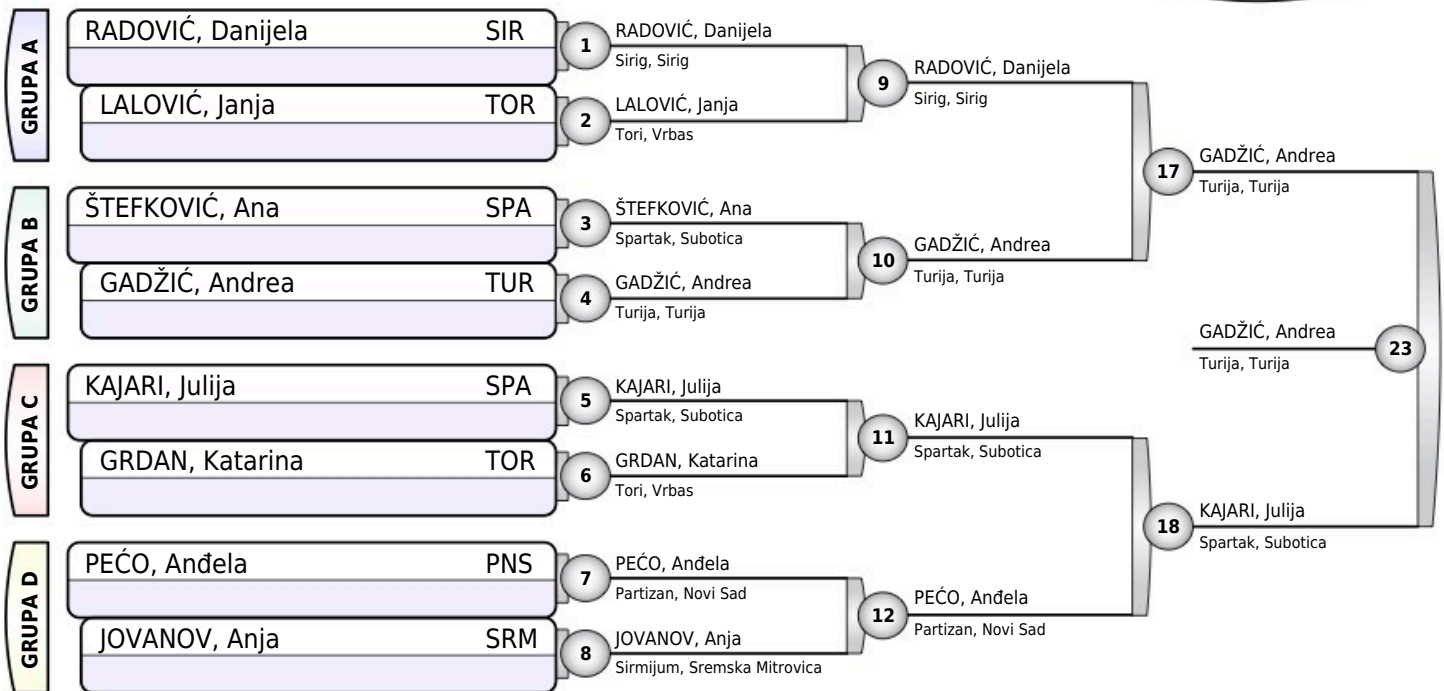 GRUPA A
RADOVIĆ, Danijela SIR
LALOVIĆ, Janja TOR
GRUPA B
ŠTEFKOVIĆ, Ana SPA
GADŽIĆ, Andrea TUR
GRUPA C
KAJARI, Julija SPA
GRDAN, Katarina TOR
GRUPA D
PEĆO, Anđela PNS
JOVANOV, Anja SRM
1
RADOVIĆ, Danijela
Sirig, Sirig
2
LALOVIĆ, Janja
Tori, Vrbas
3
ŠTEFKOVIĆ, Ana
Spartak, Subotica
4
GADŽIĆ, Andrea
Turija, Turija
5
KAJARI, Julija
Spartak, Subotica
6
GRDAN, Katarina
Tori, Vrbas
7
PEĆO, Anđela
Partizan, Novi Sad
8
JOVANOV, Anja
Sirmijum, Sremska Mitrovica
9
RADOVIĆ, Danijela
Sirig, Sirig
10
GADŽIĆ, Andrea
Turija, Turija
11
KAJARI, Julija
Spartak, Subotica
12
PEĆO, Anđela
Partizan, Novi Sad
17
GADŽIĆ, Andrea
Turija, Turija
18
KAJARI, Julija
Spartak, Subotica
GADŽIĆ, Andrea
Turija, Turija
23